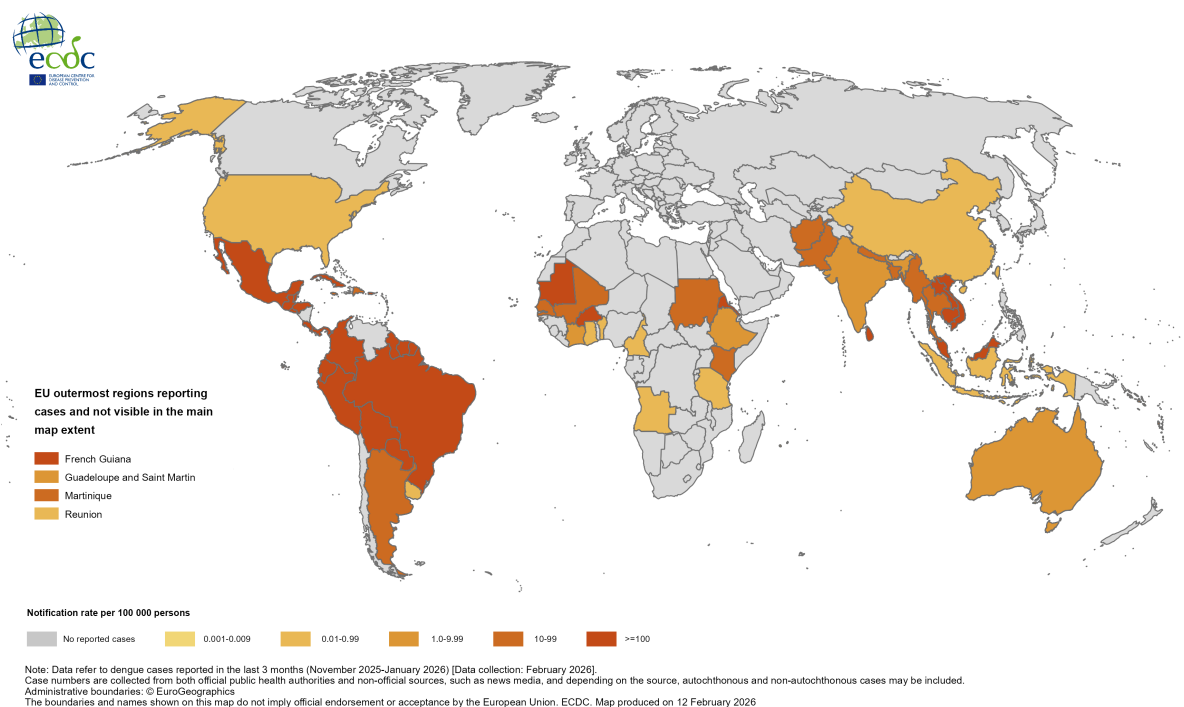 ecdc
EUROPEAN CENTRE FOR
DISEASE PREVENTION
AND CONTROL
EU outermost regions reporting
cases and not visible in the main
map extent
French Guiana
Guadeloupe and Saint Martin
Martinique
Reunion
Notification rate per 100 000 persons
No reported cases
0.001-0.009
0.01-0.99
1.0-9.99
10-99
>=100
Note: Data refer to dengue cases reported in the last 3 months (November 2025-January 2026) [Data collection: February 2026].
Case numbers are collected from both official public health authorities and non-official sources, such as news media, and depending on the source, autochthonous and non-autochthonous cases may be included.
Administrative boundaries: © EuroGeographics
The boundaries and names shown on this map do not imply official endorsement or acceptance by the European Union. ECDC. Map produced on 12 February 2026